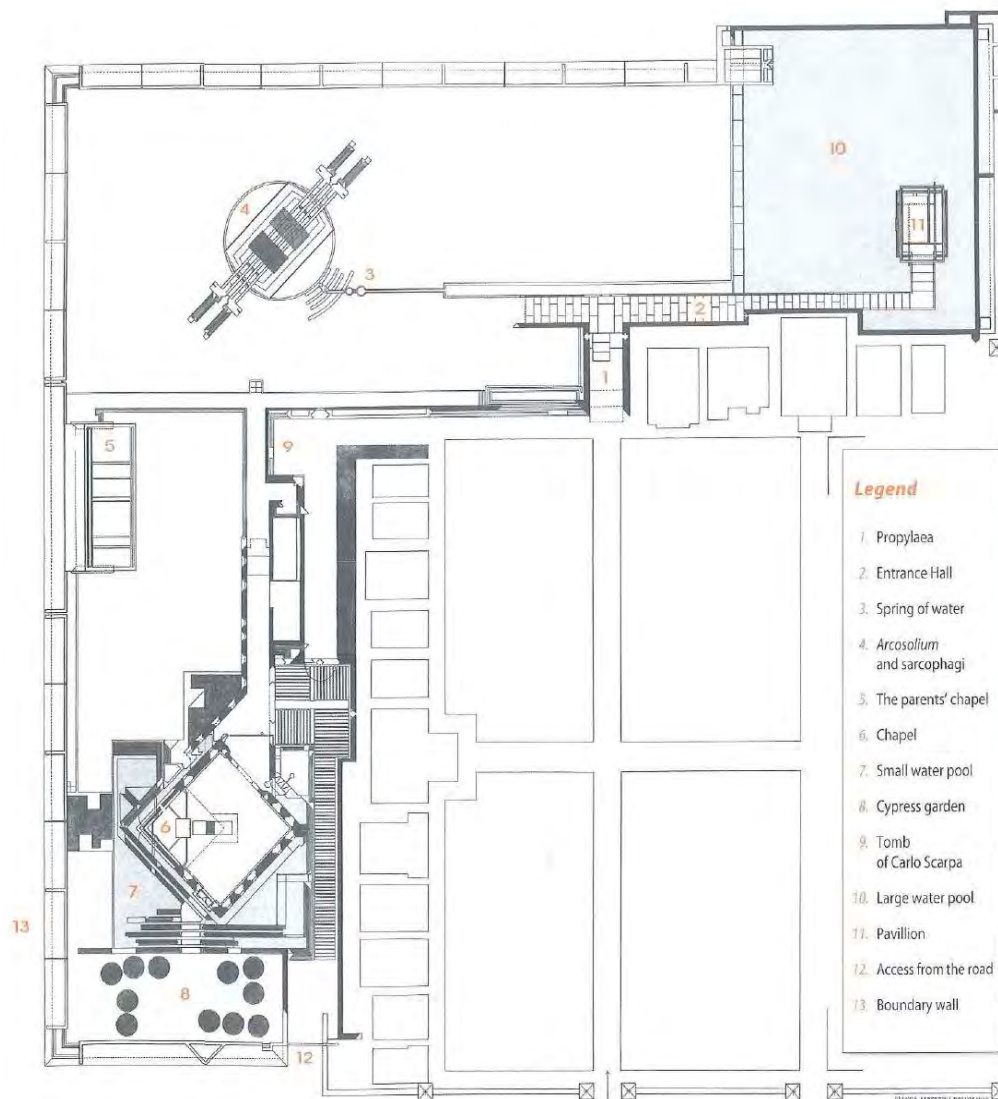 10
4
11
3
2
1
9
5
6
7
13
8
12
Legend
1 Propylaea
2. Entrance Hall
3. Spring of water
4. Arcosolium
and sarcophagi
5. The parents' chapel
6. Chapel
7. Small water pool
8. Cypress garden
9. Tomb
of Carlo Scarpa
10. Large water pool
11. Pavillion
12. Access from the road
13. Boundary wall